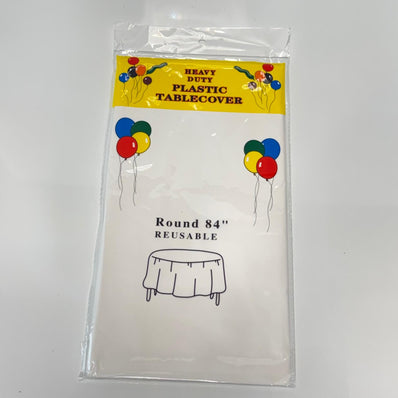 HEAVY
DUTY
PLASTIC
TABLECOVER
Round 84"
REUSABLE